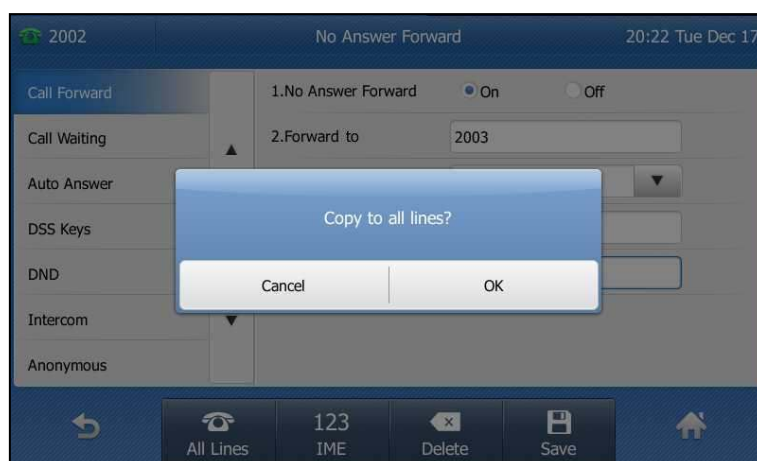 2002 No Answer Forward 20:22 Tue Dec 17
Call Forward
Call Waiting
Auto Answer
DSS Keys
DND
Intercom
Anonymous
1.No Answer Forward On Off
2.Forward to 2003
Copy to all lines?
Cancel OK
All Lines
123
IME
Delete
Save